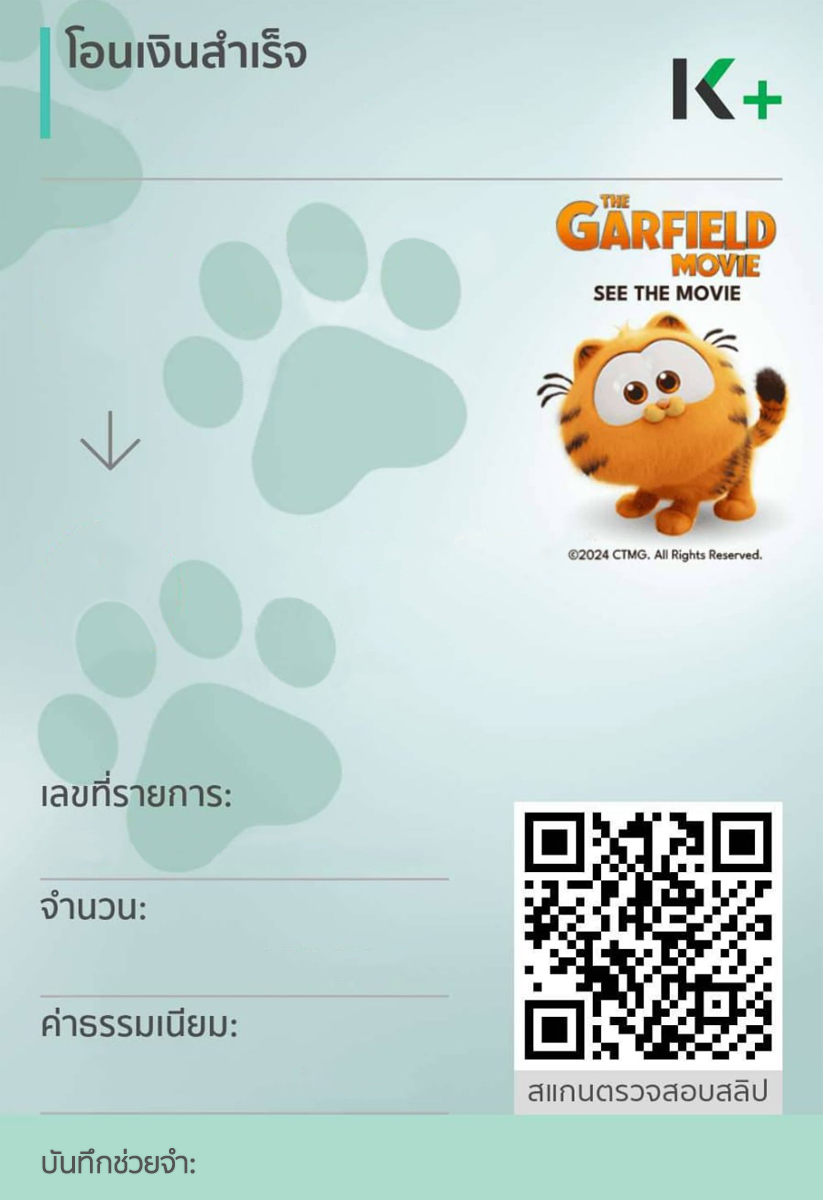 โอนเงินสำเร็จ
K+
THE
GARFIELD
MOVIE
SEE THE MOVIE
©2024 CTMG. All Rights Reserved.
เลขที่รายการ:
จำนวน:
ค่าธรรมเนียม:
สแกนตรวจสอบสลิป
บันทึกช่วยจำ: